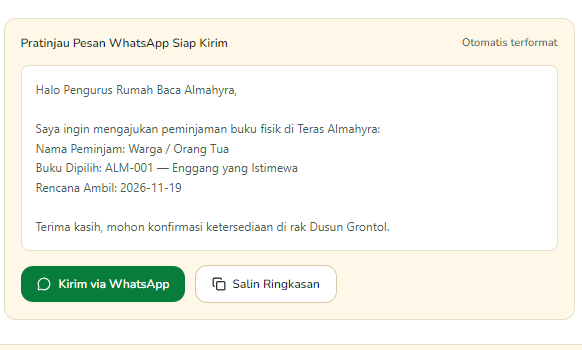 Pratinjau Pesan WhatsApp Siap Kirim
Otomatis terformat
Halo Pengurus Rumah Baca Almahyra,
Saya ingin mengajukan peminjaman buku fisik di Teras Almahyra:
Nama Peminjam: Warga / Orang Tua
Buku Dipilih: ALM-001 — Enggang yang Istimewa
Rencana Ambil: 2026-11-19
Terima kasih, mohon konfirmasi ketersediaan di rak Dusun Grontol.
Kirim via WhatsApp
Salin Ringkasan